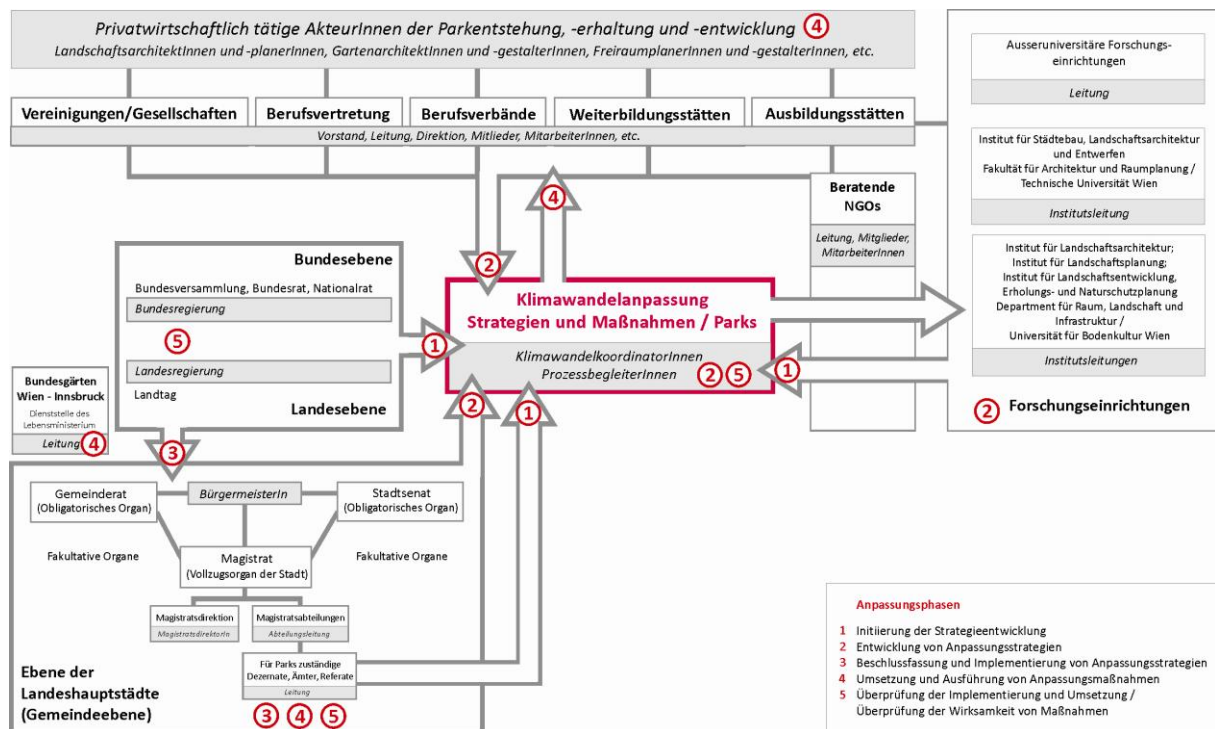 Privatwirtschaftlich tätige AkteurInnen der Parkentstehung, -erhaltung und -entwicklung 4
LandschaftsarchitektInnen und -planerInnen, GartenarchitektInnen und -gestalterInnen, FreiraumplanerInnen und -gestalterInnen, etc.
Vereinigungen/Gesellschaften
Berufsvertretung
Berufsverbände
Weiterbildungsstätten
Ausbildungsstätten
Vorstand, Leitung, Direktion, Mitlieder, MitarbeiterInnen, etc.
2
4
Beratende
NGOs
Leitung, Mitglieder,
MitarbeiterInnen
Ausseruniversitäre Forschungs-
einrichtungen
Leitung
Institut für Städtebau, Landschaftsarchitektur
und Entwerfen
Fakultät für Architektur und Raumplanung /
Technische Universität Wien
Institutsleitung
Institut für Landschaftsarchitektur;
Institut für Landschaftsplanung;
Institut für Landschaftsentwicklung,
Erholungs- und Naturschutzplanung
Department für Raum, Landschaft und
Infrastruktur /
Universität für Bodenkultur Wien
Institutsleitungen
2 Forschungseinrichtungen
Bundesebene
Bundesversammlung, Bundesrat, Nationalrat
Bundesregierung
5
Landesregierung
Landtag
Landesebene
1
3
Klimawandelanpassung
Strategien und Maßnahmen / Parks
KlimawandelkoordinatorInnen
ProzessbegleiterInnen
2 5
1
2
1
Bundesgärten
Wien - Innsbruck
Dienststelle des
Lebensministerium
Leitung 4
Gemeinderat
(Obligatorisches Organ)
BürgermeisterIn
Stadtsenat
(Obligatorisches Organ)
Fakultative Organe
Magistrat
(Vollzugsorgan der Stadt)
Fakultative Organe
Magistratsdirektion
MagistratsdirektorIn
Magistratsabteilungen
Abteilungsleitung
Für Parks zuständige
Dezernate, Ämter, Referate
Leitung
3 4 5
Ebene der
Landeshauptstädte
(Gemeindeebene)
Anpassungsphasen
1 Initiierung der Strategieentwicklung
2 Entwicklung von Anpassungsstrategien
3 Beschlussfassung und Implementierung von Anpassungsstrategien
4 Umsetzung und Ausführung von Anpassungsmaßnahmen
5 Überprüfung der Implementierung und Umsetzung /
Überprüfung der Wirksamkeit von Maßnahmen